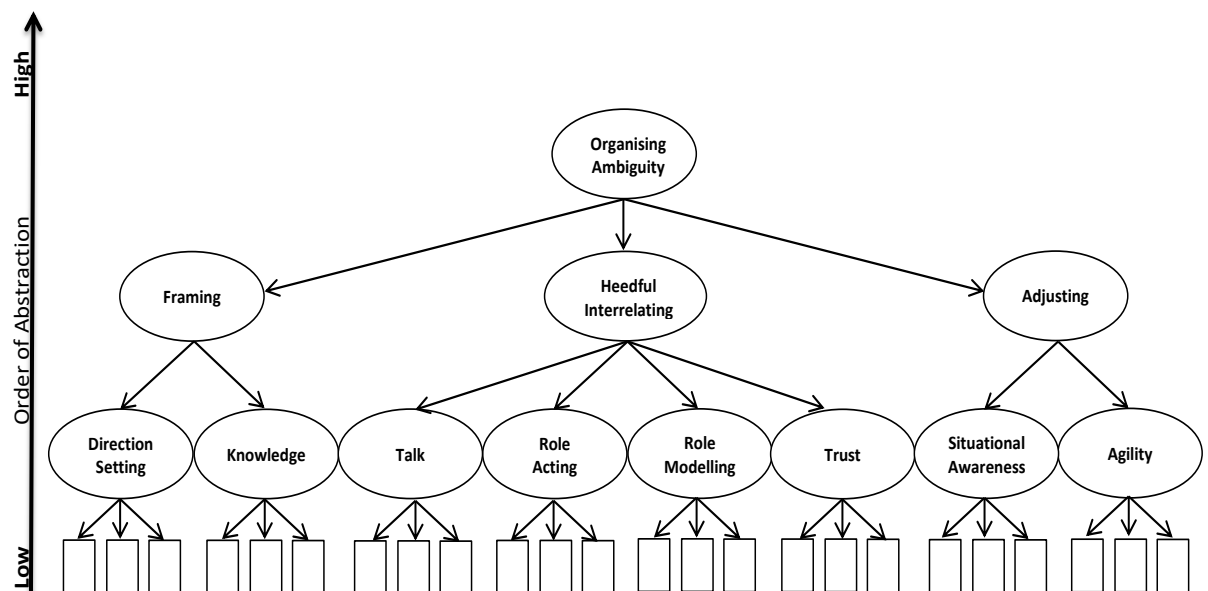 High
Order of Abstraction
Low
Organising
Ambiguity
Framing
Heedful
Interrelating
Adjusting
Direction
Setting
Knowledge
Talk
Role
Acting
Role
Modelling
Trust
Situational
Awareness
Agility